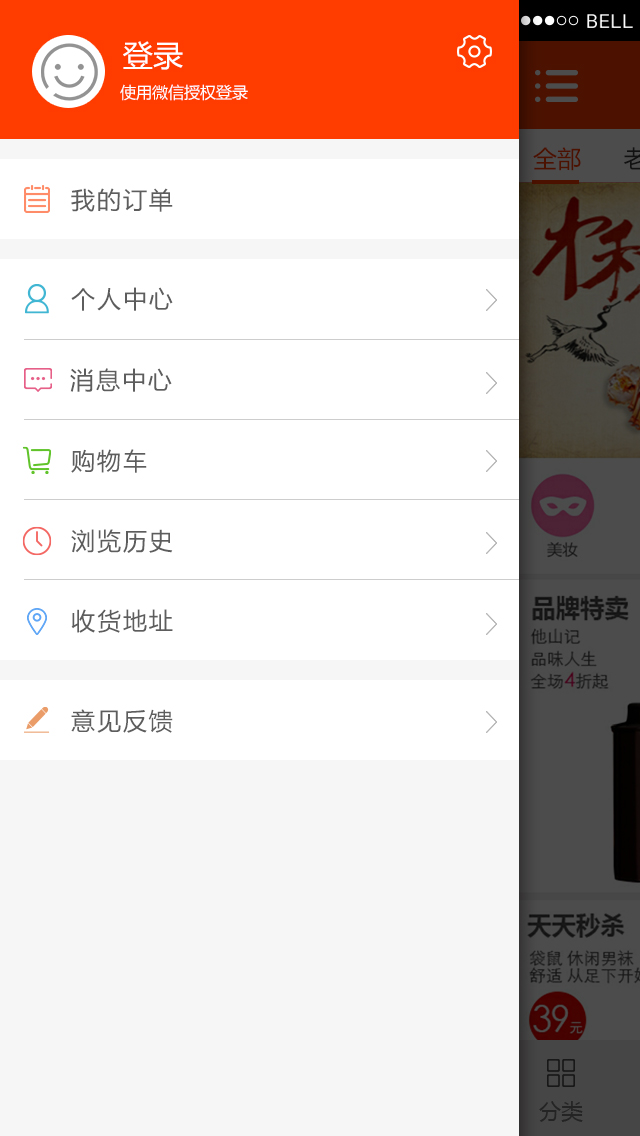 登录
使用微信授权登录
我的订单
个人中心
消息中心
购物车
浏览历史
收货地址
意见反馈
BELL
全部
美妆
品牌特卖
他山记
品味人生
全场4折起
天天秒杀
袋鼠 休闲男袜
舒适 从足下开
39元
分类